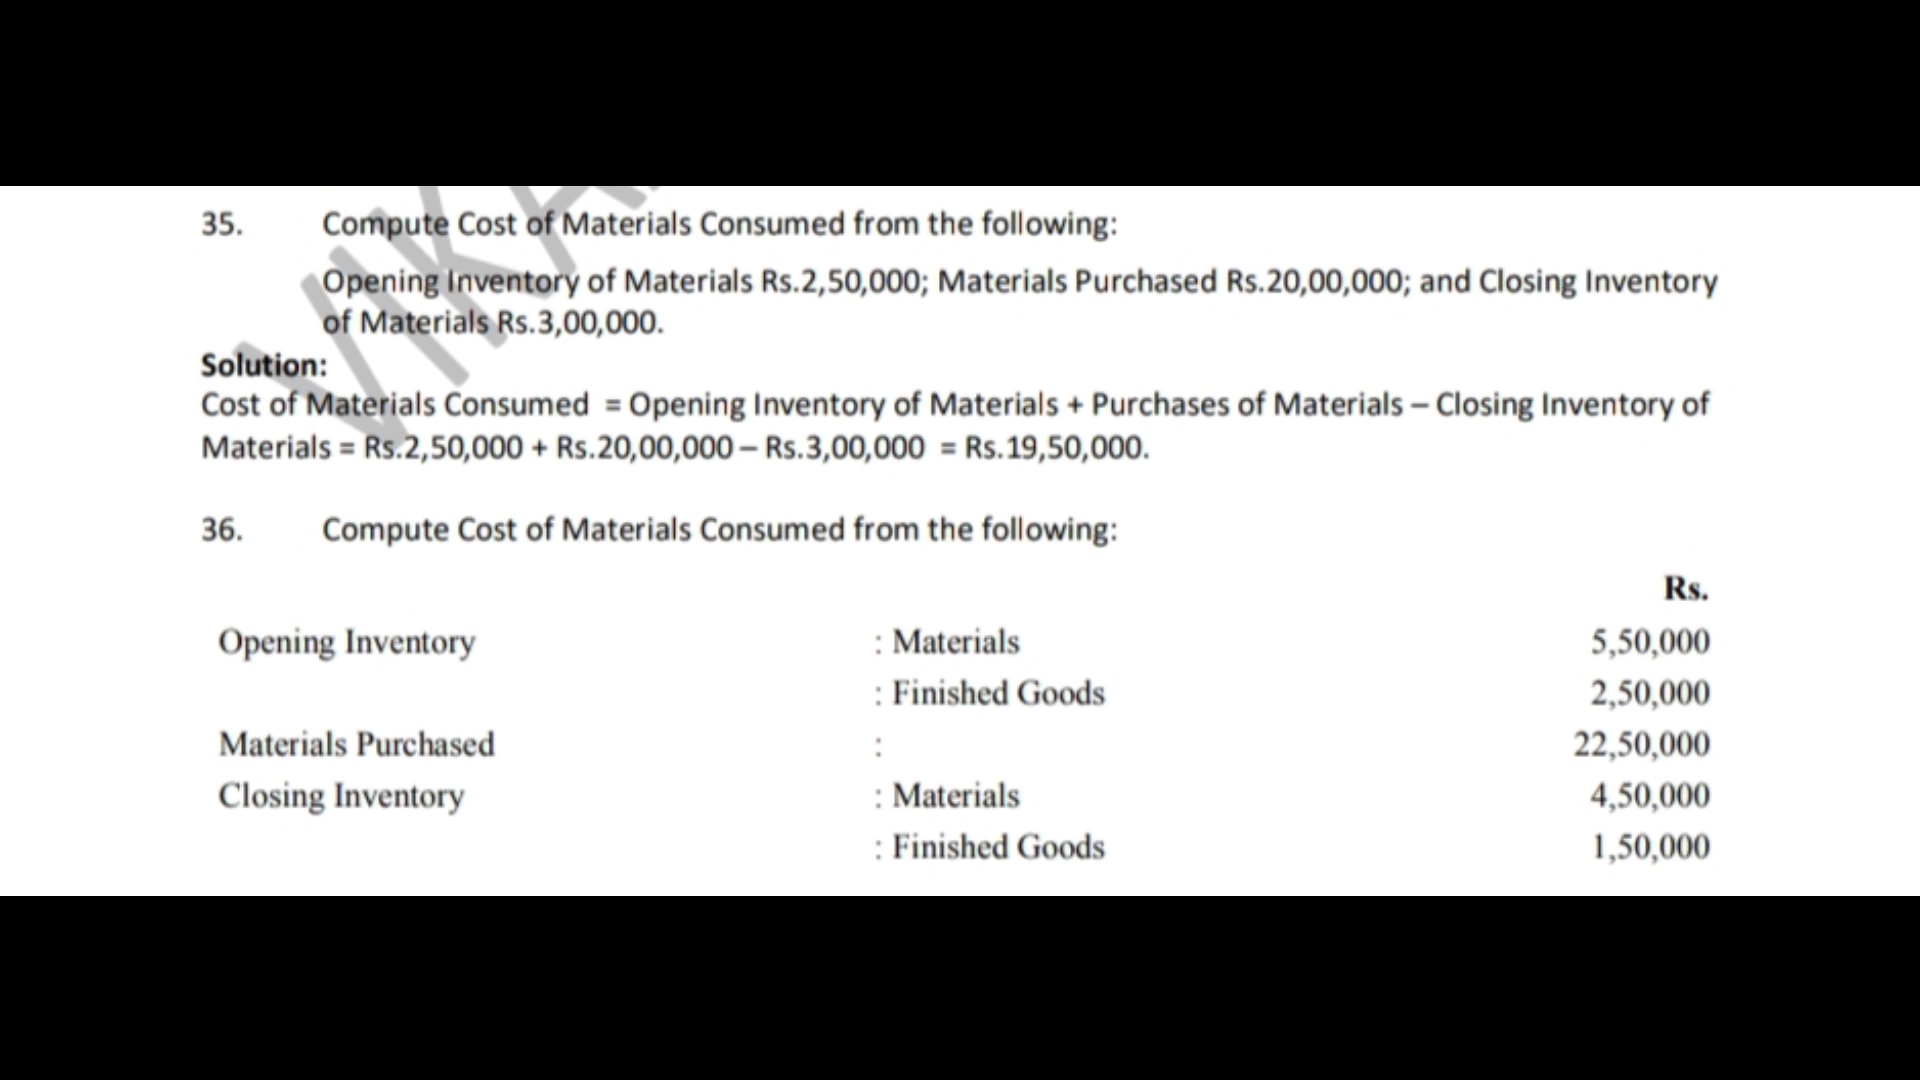 35. Compute Cost of Materials Consumed from the following:
Opening Inventory of Materials Rs.2,50,000; Materials Purchased Rs.20,00,000; and Closing Inventory
of Materials Rs.3,00,000.
Solution:
Cost of Materials Consumed = Opening Inventory of Materials + Purchases of Materials – Closing Inventory of
Materials = Rs.2,50,000 + Rs.20,00,000 – Rs.3,00,000 = Rs.19,50,000.
36. Compute Cost of Materials Consumed from the following:
Rs.
Opening Inventory : Materials 5,50,000
: Finished Goods 2,50,000
Materials Purchased : 22,50,000
Closing Inventory : Materials 4,50,000
: Finished Goods 1,50,000